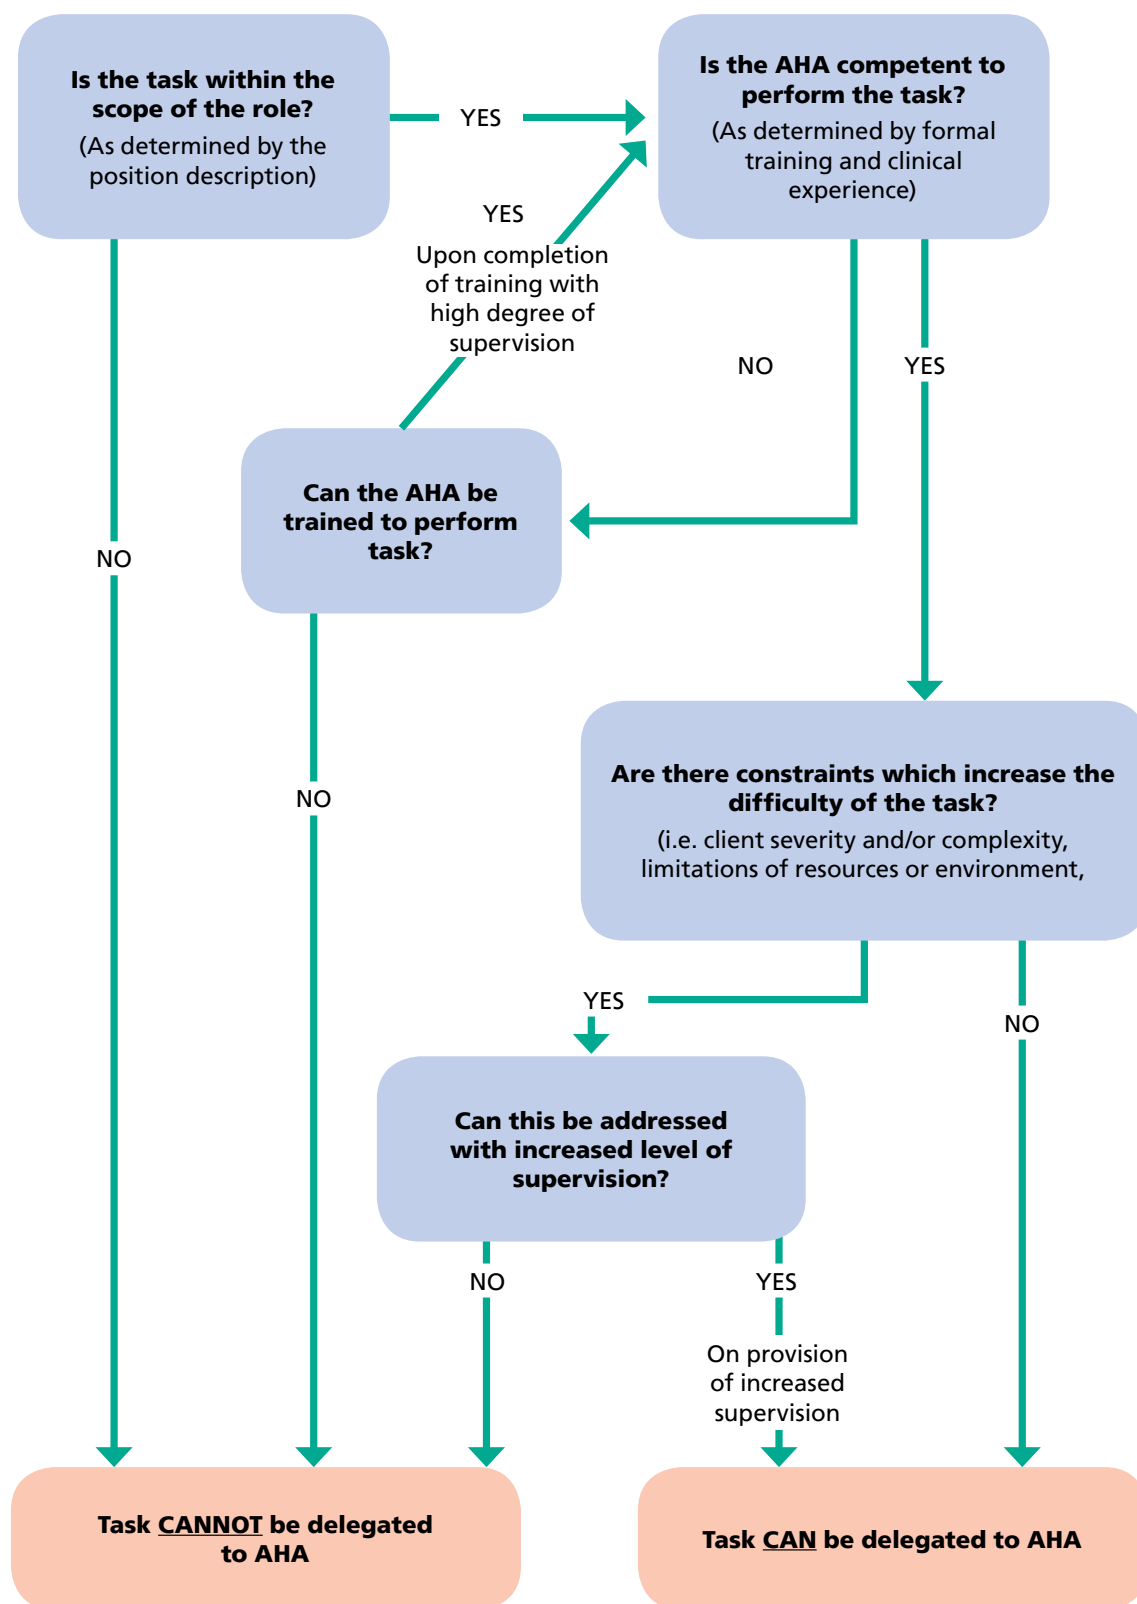 Is the task within the
scope of the role?
(As determined by the
position description)
YES
Is the AHA competent to
perform the task?
(As determined by formal
training and clinical
experience)
YES
Upon completion
of training with
high degree of
supervision
NO
YES
Can the AHA be
trained to perform
task?
NO
NO
Are there constraints which increase the
difficulty of the task?
(i.e. client severity and/or complexity,
limitations of resources or environment,
YES
NO
Can this be addressed
with increased level of
supervision?
NO
YES
On provision
of increased
supervision
Task CANNOT be delegated
to AHA
Task CAN be delegated to AHA